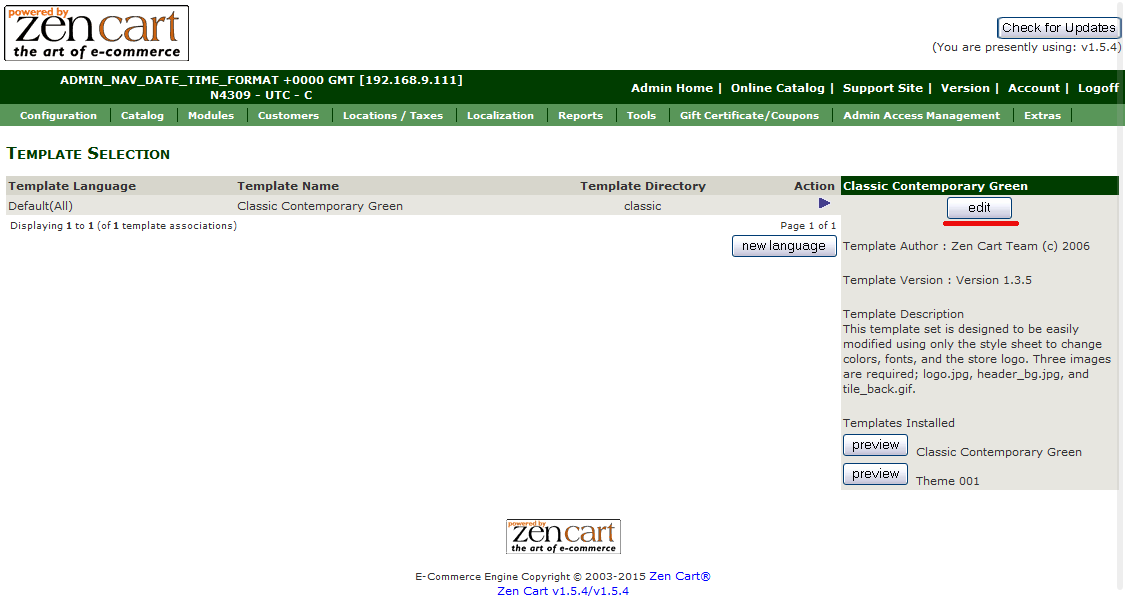 powered by
zen cart
the art of e-commerce
Check for Updates
(You are presently using: v1.5.4)
ADMIN_NAV_DATE_TIME_FORMAT +0000 GMT [192.168.9.111]
N4309 - UTC - C
Admin Home | Online Catalog | Support Site | Version | Account | Logoff
Configuration Catalog Modules Customers Locations / Taxes Localization Reports Tools Gift Certificate/Coupons Admin Access Management Extras
Template Selection
Template Language Template Name Template Directory Action
Default(All) Classic Contemporary Green classic
Displaying 1 to 1 (of 1 template associations) Page 1 of 1
new language
Classic Contemporary Green
edit
Template Author : Zen Cart Team (c) 2006
Template Version : Version 1.3.5
Template Description
This template set is designed to be easily
modified using only the style sheet to change
colors, fonts, and the store logo. Three images
are required; logo.jpg, header_bg.jpg, and
tile_back.gif.
Templates Installed
preview Classic Contemporary Green
preview Theme 001
powered by
zen cart
the art of e-commerce
E-Commerce Engine Copyright © 2003-2015 Zen Cart®
Zen Cart v1.5.4/v1.5.4